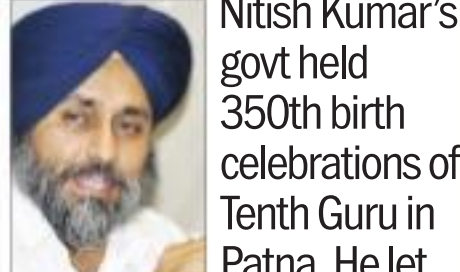 Nitish Kumar's
govt held
350th birth
celebrations of
Tenth Guru in
Patna. He let